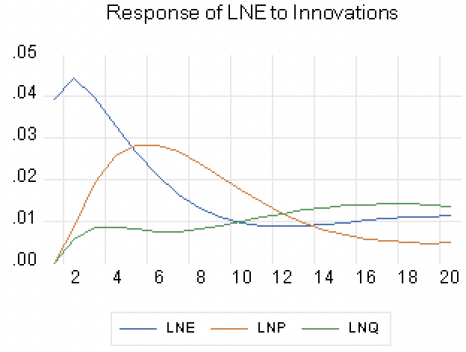 Response of LNE to Innovations
.05
.04
.03
.02
.01
.00
2 4 6 8 10 12 14 16 18 20
LNE LNP LNQ